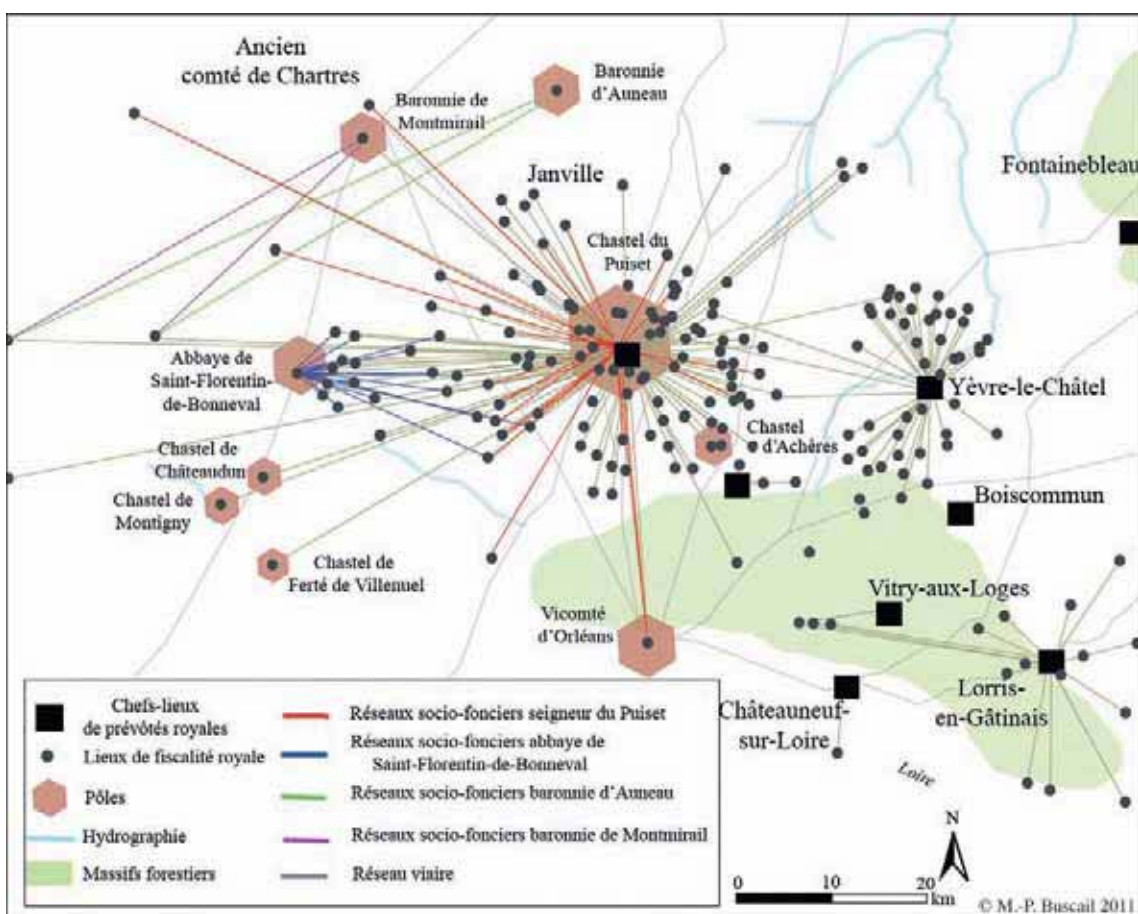 Ancien
comté de Chartres
Baronnie
d'Auneau
Baronnie de
Montmirail
Fontainebleau
Janville
Chastel du
Puiset
Abbaye de
Saint-Florentin-
de-Bonneval
Yèvre-le-Châtel
Chastel
d'Achères
Chastel de
Châteaudun
Chastel de
Montigny
Boiscommun
Chastel de
Ferté de Villenuel
Vitry-aux-Loges
Vicomté
d'Orléans
Lorris-
en-Gâtinais
Châteauneuf-
sur-Loire
Loire
Chefs-lieux
de prévôtés royales
Lieux de fiscalité royale
Pôles
Hydrographie
Massifs forestiers
Réseaux socio-fonciers seigneur du Puiset
Réseaux socio-fonciers abbaye de
Saint-Florentin-de-Bonneval
Réseaux socio-fonciers baronnie d'Auneau
Réseaux socio-fonciers baronnie de Montmirail
Réseau viaire
N
0 10 20
km
© M.-P. Buscail 2011